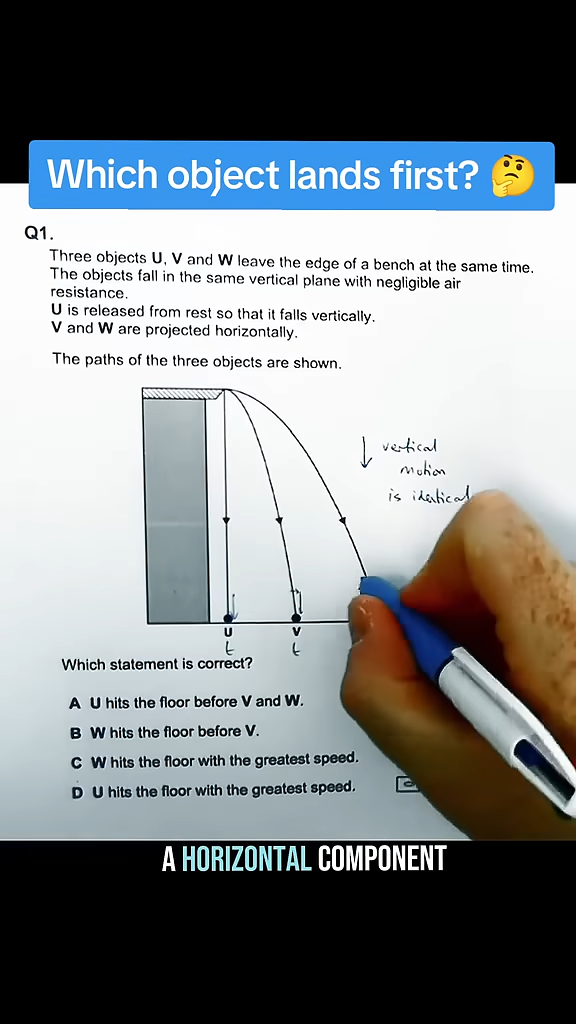 Which object lands first? 🤔
Q1.
Three objects U, V and W leave the edge of a bench at the same time.
The objects fall in the same vertical plane with negligible air
resistance.
U is released from rest so that it falls vertically.
V and W are projected horizontally.
The paths of the three objects are shown.
vertical
motion
is identical
U V
t t
Which statement is correct?
A U hits the floor before V and W.
B W hits the floor before V.
C W hits the floor with the greatest speed.
D U hits the floor with the greatest speed.
A HORIZONTAL COMPONENT